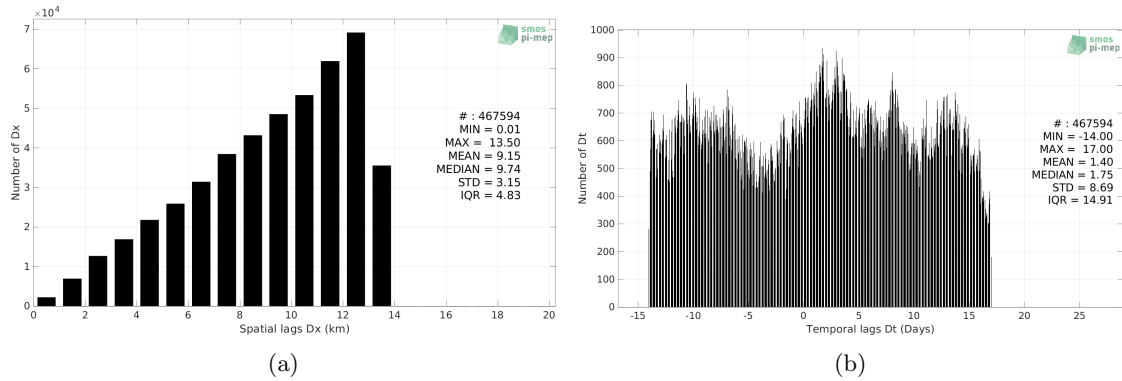 ×10⁴
7
6
5
4
3
2
1
0
Number of Dx
0 2 4 6 8 10 12 14 16 18 20
Spatial lags Dx (km)
smos
pi-mep
# : 467594
MIN = 0.01
MAX = 13.50
MEAN = 9.15
MEDIAN = 9.74
STD = 3.15
IQR = 4.83
(a)
1000
900
800
700
600
500
400
300
200
100
0
Number of Dt
-15 -10 -5 0 5 10 15 20 25
Temporal lags Dt (Days)
smos
pi-mep
# : 467594
MIN = -14.00
MAX = 17.00
MEAN = 1.40
MEDIAN = 1.75
STD = 8.69
IQR = 14.91
(b)